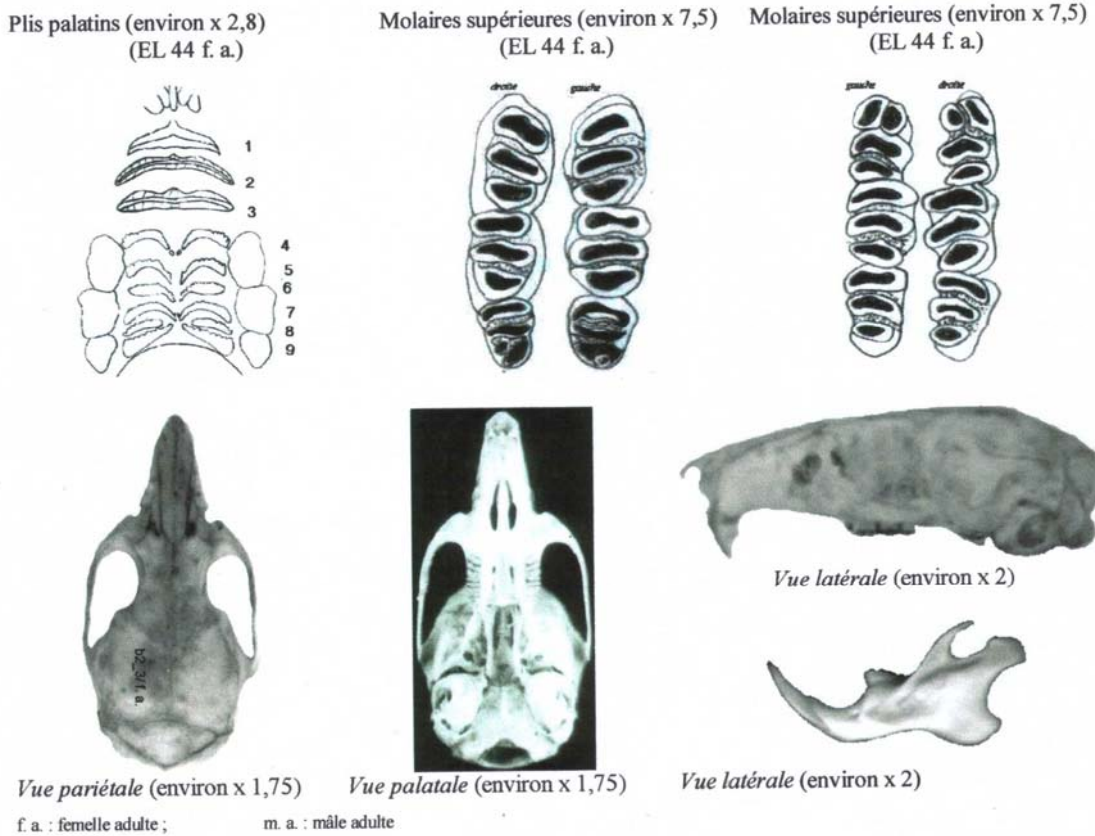 Plis palatins (environ x 2,8)
(EL 44 f. a.)
Molaires supérieures (environ x 7,5)
(EL 44 f. a.)
Molaires supérieures (environ x 7,5)
(EL 44 f. a.)
droite
gauche
gauche
droite
1
2
3
4
5
6
7
8
9
b2_3/f. a.
Vue latérale (environ x 2)
Vue pariétale (environ x 1,75)
Vue palatale (environ x 1,75)
Vue latérale (environ x 2)
f. a. : femelle adulte ;
m. a. : mâle adulte